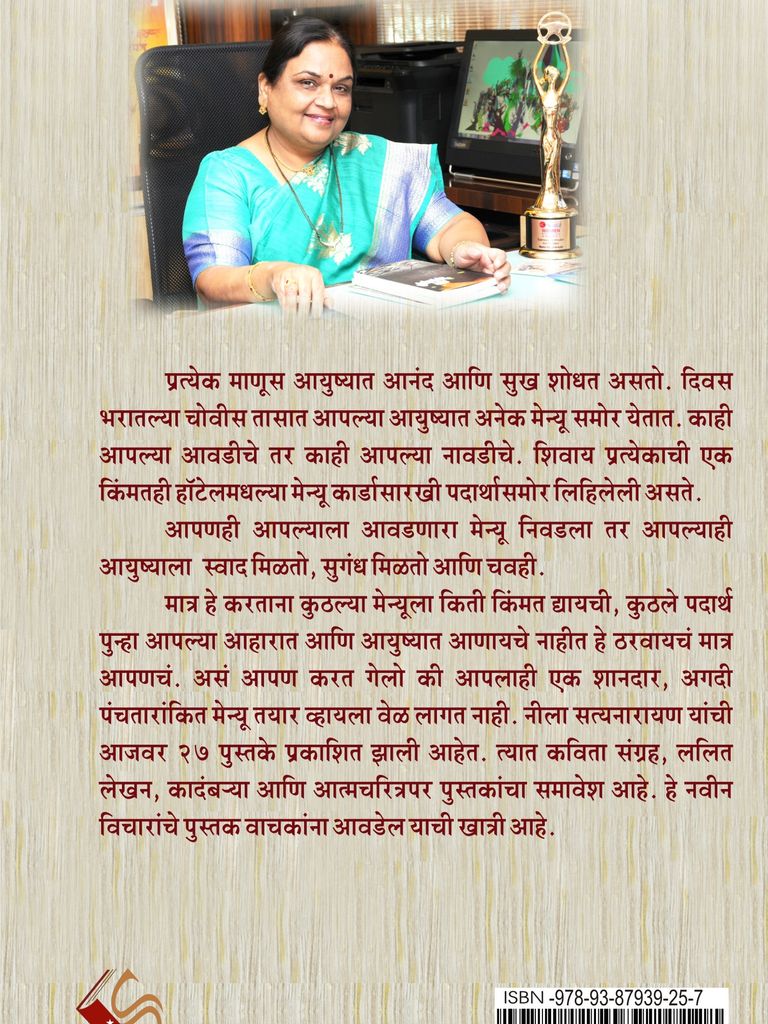 प्रत्येक माणूस आयुष्यात आनंद आणि सुख शोधत असतो. दिवस
भरातल्या चोवीस तासात आपल्या आयुष्यात अनेक मेन्यू समोर येतात. काही
आपल्या आवडीचे तर काही आपल्या नावडीचे. शिवाय प्रत्येकाची एक
किंमतही हॉटेलमधल्या मेन्यू कार्डासारखी पदार्थासमोर लिहिलेली असते.
आपणही आपल्याला आवडणारा मेन्यू निवडला तर आपल्याही
आयुष्याला स्वाद मिळतो, सुगंध मिळतो आणि चवही.
मात्र हे करताना कुठल्या मेन्यूला किती किंमत द्यायची, कुठले पदार्थ
पुन्हा आपल्या आहारात आणि आयुष्यात आणायचे नाहीत हे ठरवायचं मात्र
आपणचं. असं आपण करत गेलो की आपलाही एक शानदार, अगदी
पंचतारांकित मेन्यू तयार व्हायला वेळ लागत नाही. नीला सत्यनारायण यांची
आजवर २७ पुस्तके प्रकाशित झाली आहेत. त्यात कविता संग्रह, ललित
लेखन, कादंबऱ्या आणि आत्मचरित्रपर पुस्तकांचा समावेश आहे. हे नवीन
विचारांचे पुस्तक वाचकांना आवडेल याची खात्री आहे.
ISBN -978-93-87939-25-7